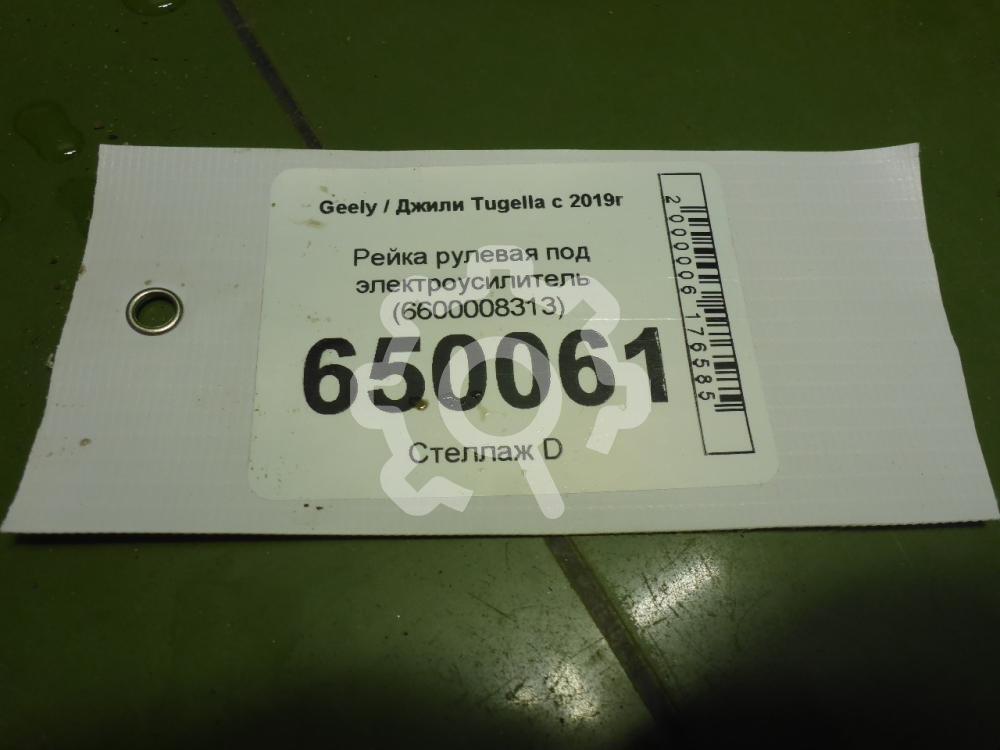 Geely / Джили Tugella с 2019г
Рейка рулевая под
электроусилитель
(6600008313)
650061
Стеллаж D
2000006176585